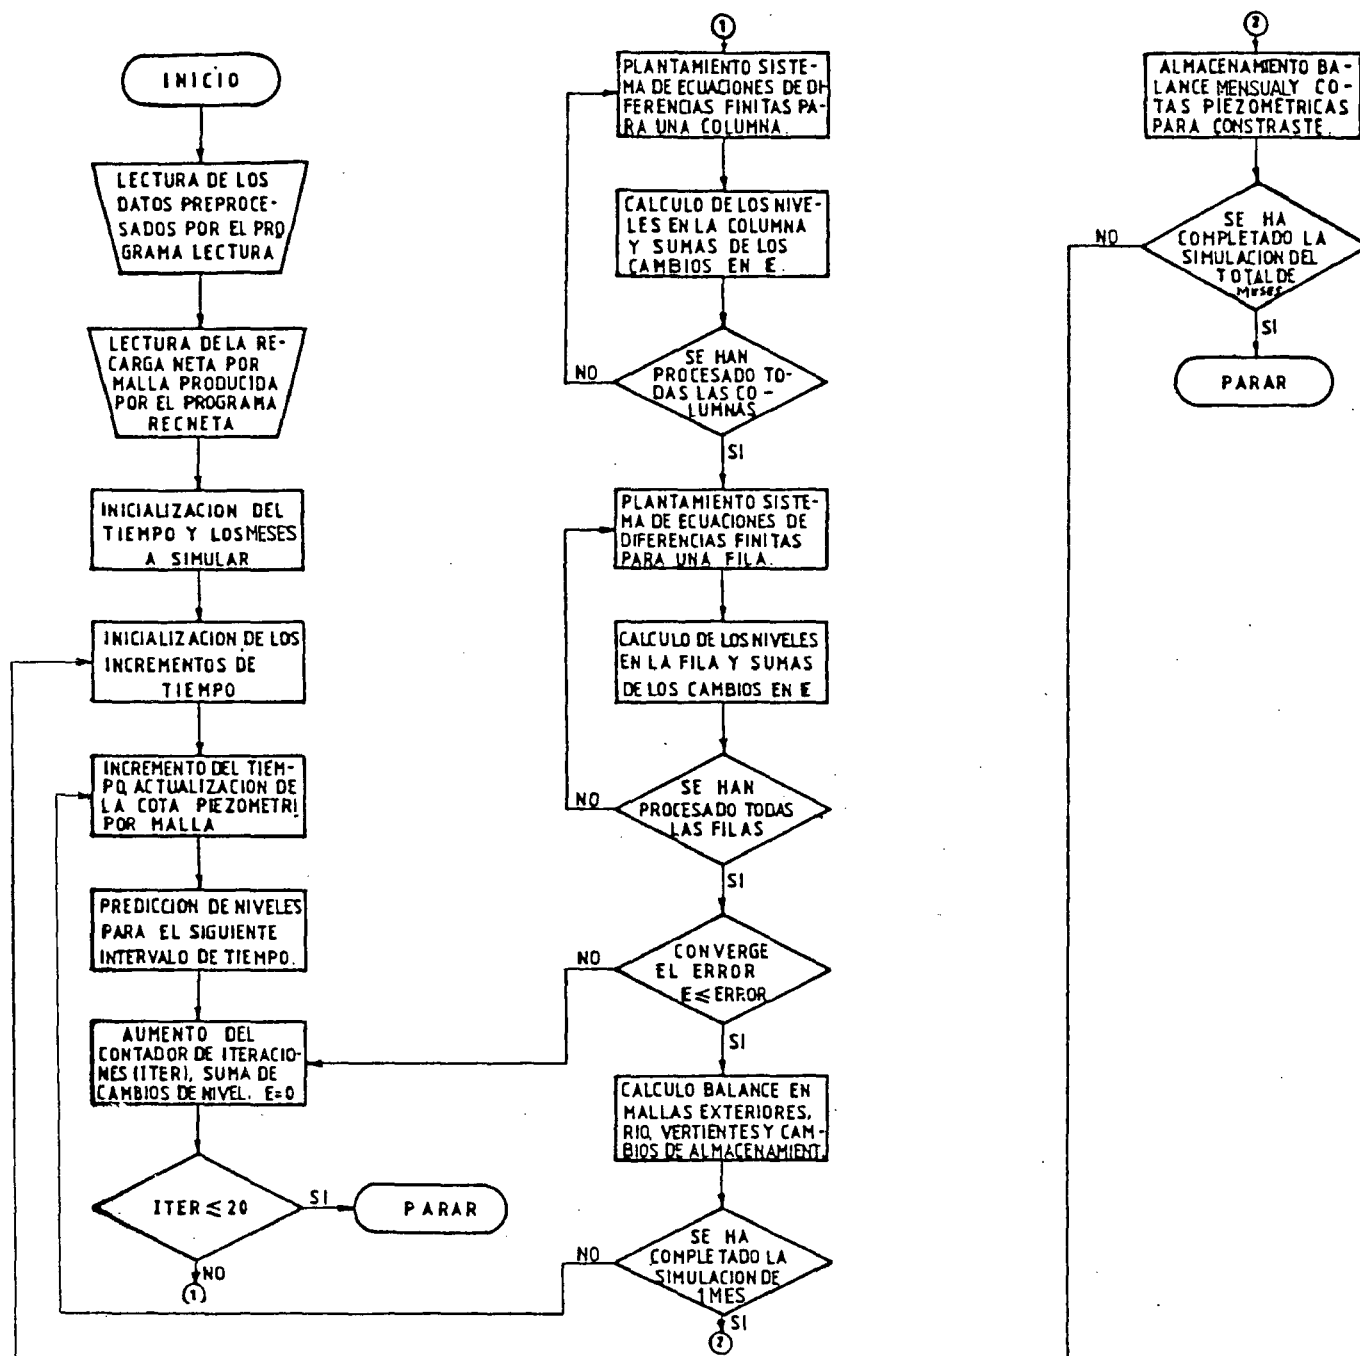 INICIO
LECTURA DE LOS
DATOS PREPROCE-
SADOS POR EL PRO
GRAMA LECTURA
LECTURA DE LA RE-
CARGA NETA POR
MALLA PRODUCIDA
POR EL PROGRAMA
RECNETA
INICIALIZACION DEL
TIEMPO Y LOS MESES
A SIMULAR
INICIALIZACION DE LOS
INCREMENTOS DE
TIEMPO
INCREMENTO DEL TIEM-
PO, ACTUALIZACION DE
LA COTA PIEZOMETRI
POR MALLA
PREDICCION DE NIVELES
PARA EL SIGUIENTE
INTERVALO DE TIEMPO.
AUMENTO DEL
CONTADOR DE ITERACIO-
NES (ITER), SUMA DE
CAMBIOS DE NIVEL. E=0
ITER ≤ 20
SI
PARAR
NO
1
1
PLANTAMIENTO SISTE-
MA DE ECUACIONES DE DI-
FERENCIAS FINITAS PA-
RA UNA COLUMNA.
CALCULO DE LOS NIVE-
LES EN LA COLUMNA
Y SUMAS DE LOS
CAMBIOS EN E.
SE HAN
PROCESADO TO-
DAS LAS CO-
LUMNAS
NO
SI
PLANTAMIENTO SISTE-
MA DE ECUACIONES DE
DIFERENCIAS FINITAS
PARA UNA FILA.
CALCULO DE LOS NIVELES
EN LA FILA Y SUMAS
DE LOS CAMBIOS EN E
SE HAN
PROCESADO TODAS
LAS FILAS
NO
SI
CONVERGE
EL ERROR
E ≤ ERROR
NO
SI
CALCULO BALANCE EN
MALLAS EXTERIORES,
RIO, VERTIENTES Y CAM-
BIOS DE ALMACENAMIENT.
SE HA
COMPLETADO LA
SIMULACION DE
1 MES
NO
SI
2
2
ALMACENAMIENTO BA-
LANCE MENSUAL Y CO-
TAS PIEZOMETRICAS
PARA CONSTRASTE.
SE HA
COMPLETADO LA
SIMULACION DEL
TOTAL DE
MESES
NO
SI
PARAR